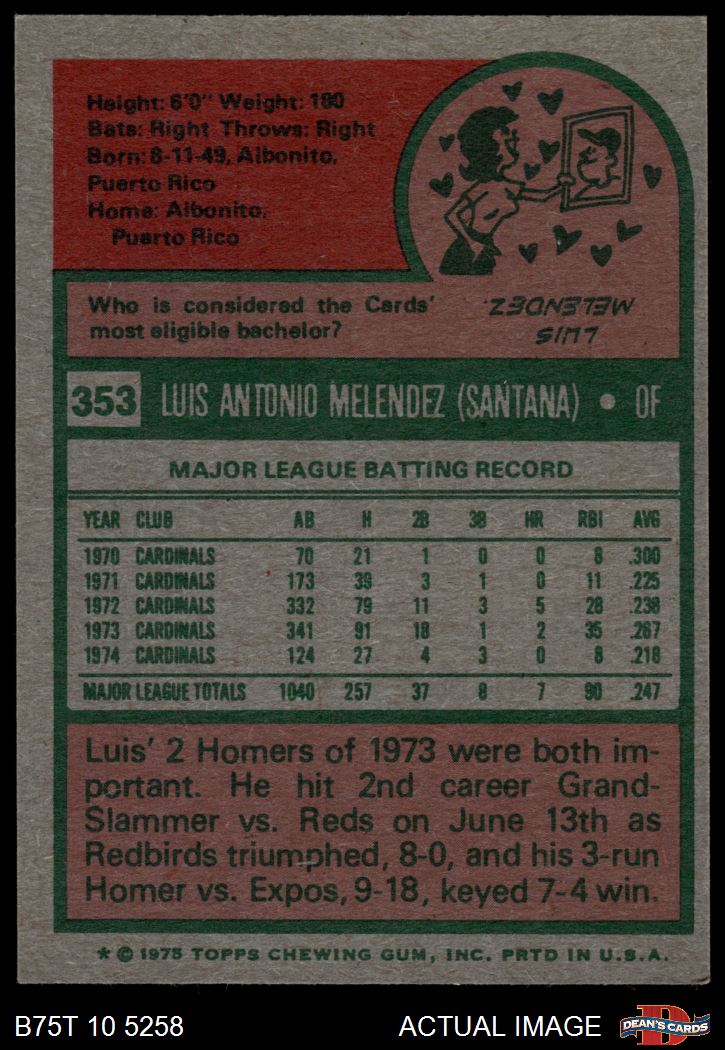 Height: 6'0" Weight: 180
Bats: Right Throws: Right
Born: 8-11-49, Aibonito,
Puerto Rico
Home: Aibonito,
Puerto Rico
Who is considered the Cards'
most eligible bachelor?
LUIS
MELENDEZ
353 LUIS ANTONIO MELENDEZ (SANTANA) • OF
MAJOR LEAGUE BATTING RECORD
YEAR CLUB AB H 2B 3B HR RBI AVG
1970 CARDINALS 70 21 1 0 0 8 .300
1971 CARDINALS 173 39 3 1 0 11 .225
1972 CARDINALS 332 79 11 3 5 28 .238
1973 CARDINALS 341 91 18 1 2 35 .267
1974 CARDINALS 124 27 4 3 0 8 .218
MAJOR LEAGUE TOTALS 1040 257 37 8 7 90 .247
Luis' 2 Homers of 1973 were both im-
portant. He hit 2nd career Grand-
Slammer vs. Reds on June 13th as
Redbirds triumphed, 8-0, and his 3-run
Homer vs. Expos, 9-18, keyed 7-4 win.
* © 1975 TOPPS CHEWING GUM, INC. PRTD IN U.S.A.
B75T 10 5258 ACTUAL IMAGE
D
DEAN'S CARDS